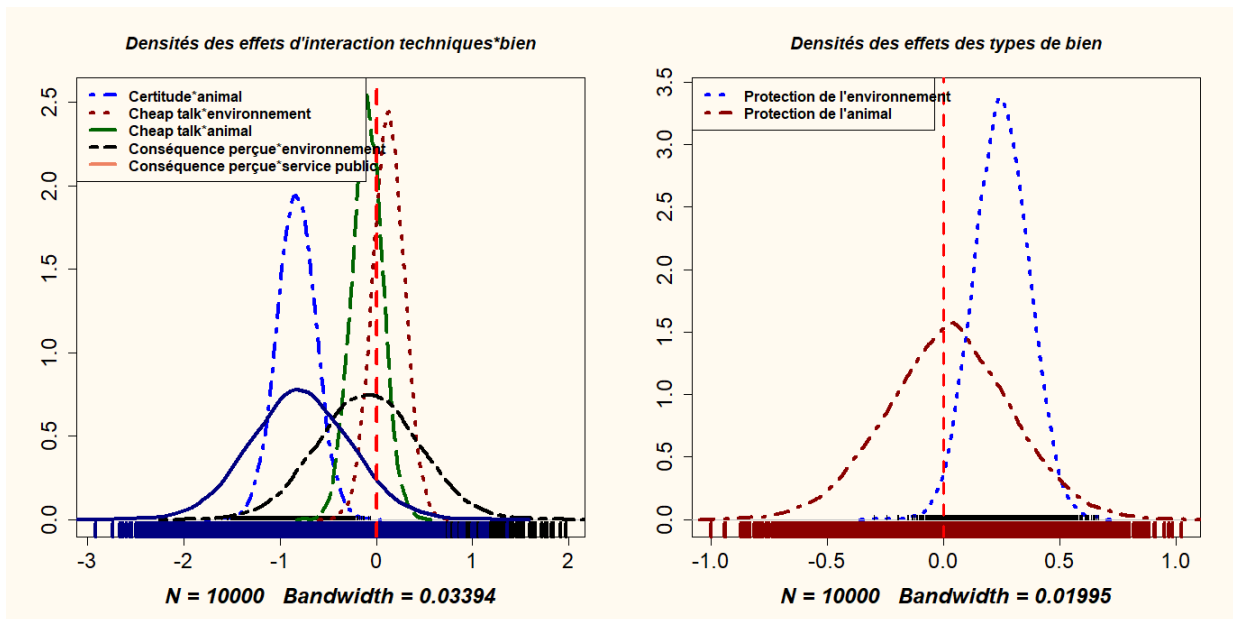 Densités des effets d'interaction techniques*bien
2.5
2.0
1.5
1.0
0.5
0.0
Certitude*animal
Cheap talk*environnement
Cheap talk*animal
Conséquence perçue*environnement
Conséquence perçue*service public
-3
-2
-1
0
1
2
N = 10000 Bandwidth = 0.03394
Densités des effets des types de bien
3.5
3.0
2.5
2.0
1.5
1.0
0.5
0.0
Protection de l'environnement
Protection de l'animal
-1.0
-0.5
0.0
0.5
1.0
N = 10000 Bandwidth = 0.01995